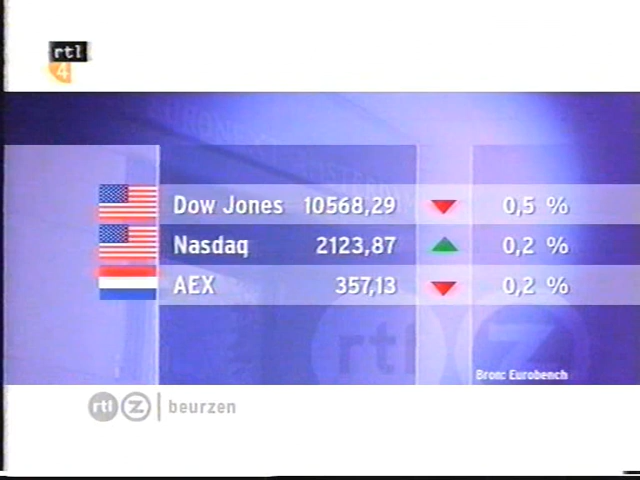 rtl
4
Dow Jones 10568,29 0,5 %
Nasdaq 2123,87 0,2 %
AEX 357,13 0,2 %
rtl Z
Bron: Eurobench
rtl Z beurzen